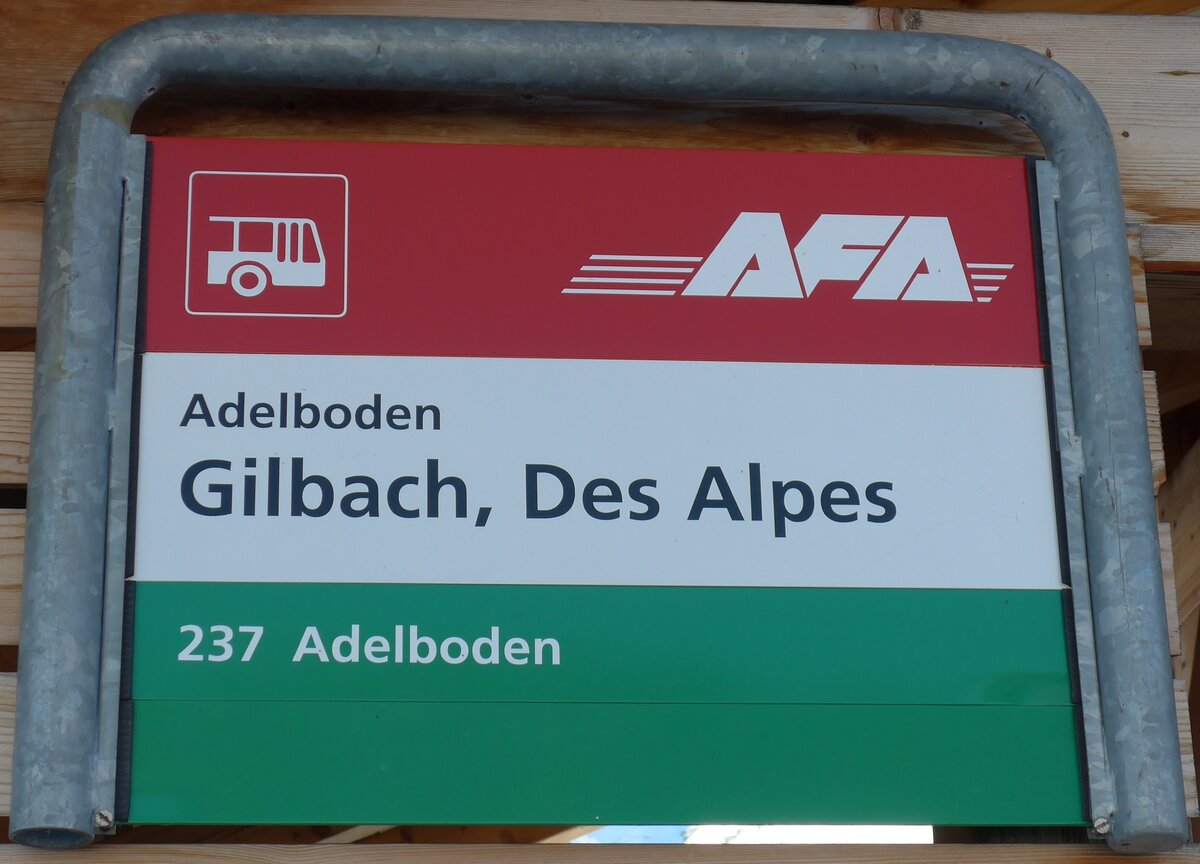 AFA
Adelboden
Gilbach, Des Alpes
237 Adelboden